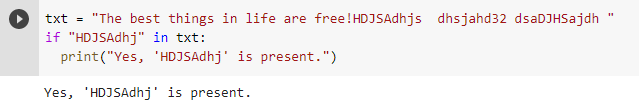 txt = "The best things in life are free!HDJSAdhjs  dhsjahd32 dsaDJHSajdh "
if "HDJSAdhj" in txt:
  print("Yes, 'HDJSAdhj' is present.")
Yes, 'HDJSAdhj' is present.